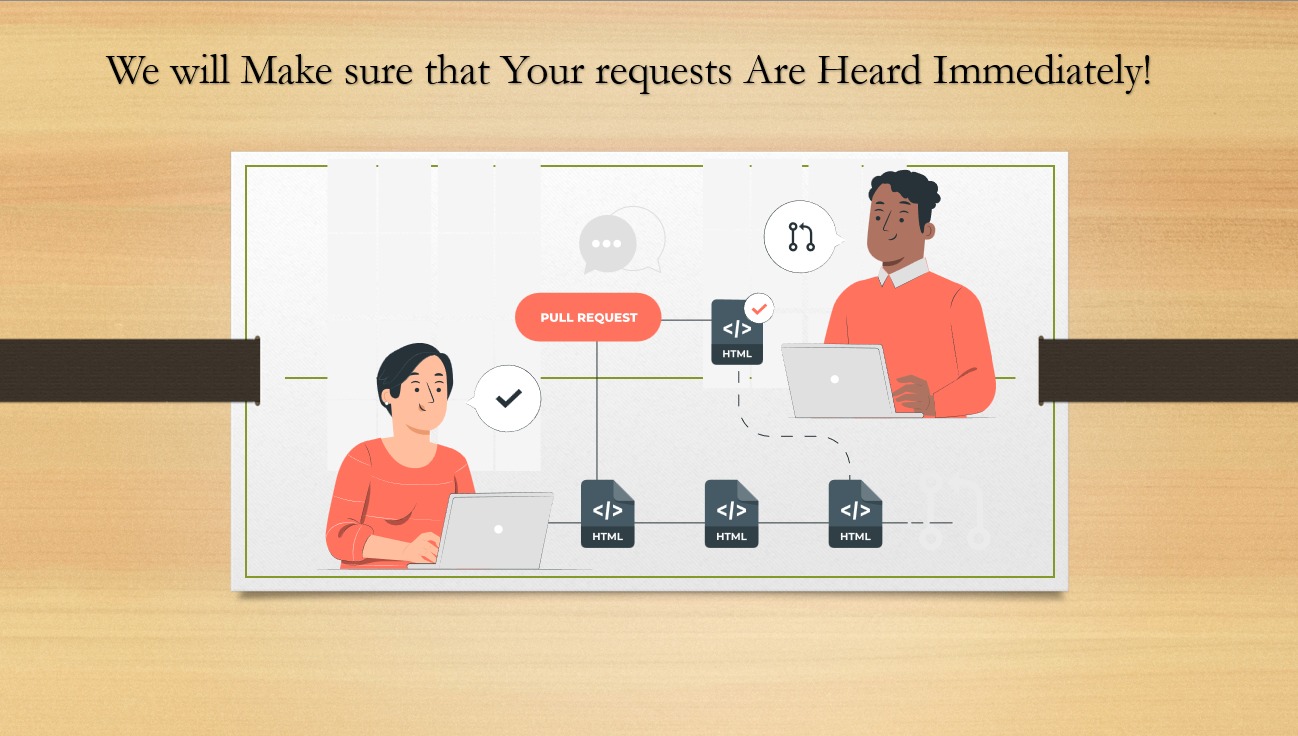 We will Make sure that Your requests Are Heard Immediately!
PULL REQUEST
</>
HTML
</>
HTML
</>
HTML
</>
HTML